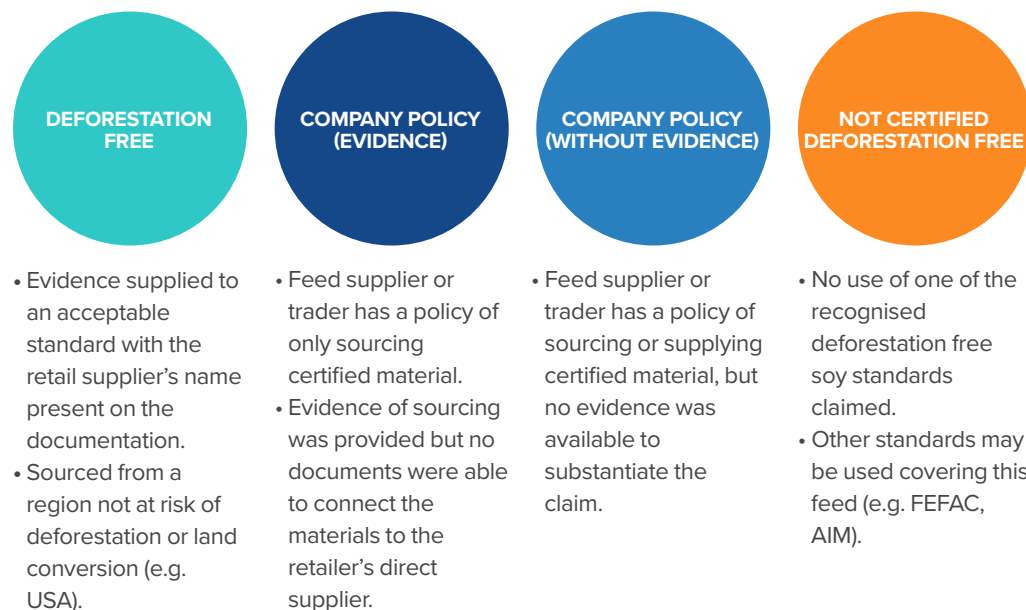 DEFORESTATION
FREE
COMPANY POLICY
(EVIDENCE)
COMPANY POLICY
(WITHOUT EVIDENCE)
NOT CERTIFIED
DEFORESTATION FREE
• Evidence supplied to
an acceptable
standard with the
retail supplier’s name
present on the
documentation.
• Sourced from a
region not at risk of
deforestation or land
conversion (e.g.
USA).
• Feed supplier or
trader has a policy of
only sourcing
certified material.
• Evidence of sourcing
was provided but no
documents were able
to connect the
materials to the
retailer’s direct
supplier.
• Feed supplier or
trader has a policy of
sourcing or supplying
certified material, but
no evidence was
available to
substantiate the
claim.
• No use of one of the
recognised
deforestation free
soy standards
claimed.
• Other standards may
be used covering this
feed (e.g. FEFAC,
AIM).